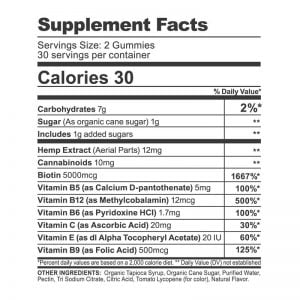 Supplement Facts
Servings Size: 2 Gummies
30 servings per container
Calories 30
% Daily Value*
Carbohydrates 7g 2%*
Sugar (As organic cane sugar) 1g **
Includes 1g added sugars **
Hemp Extract (Aerial Parts) 12mg **
Cannabinoids 10mg **
Biotin 5000mcg 1667%*
Vitamin B5 (as Calcium D-pantothenate) 5mg 100%*
Vitamin B12 (as Methylcobalamin) 12mcg 500%*
Vitamin B6 (as Pyridoxine HCl) 1.7mg 100%*
Vitamin C (as Ascorbic Acid) 20mg 30%*
Vitamin E (as dl Alpha Tocopheryl Acetate) 20 IU 60%*
Vitamin B9 (as Folic Acid) 500mcg 125%*
*Percent daily values are based on a 2,000 calorie diet. ** Daily Value (DV) not established
OTHER INGREDIENTS: Organic Tapioca Syrup, Organic Cane Sugar, Purified Water,
Pectin, Tri Sodium Citrate, Citric Acid, Tomato Lycopene (for color), Natural Flavor.